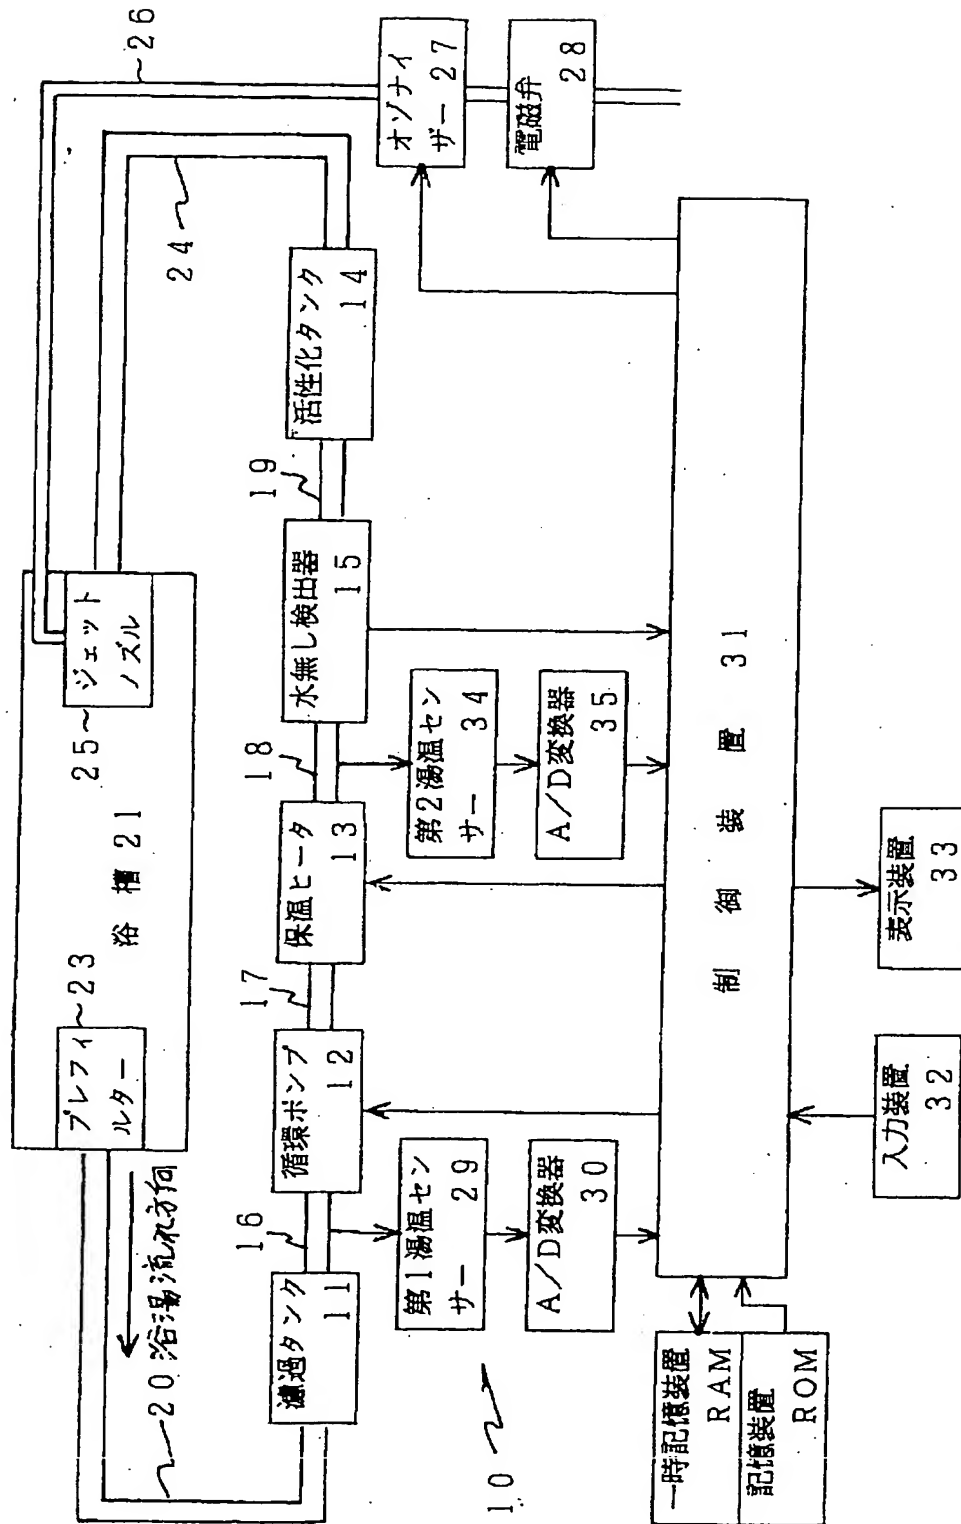 26
オゾナイ
ザー 27
電磁弁
28
24
ジェット
ノズル
25
浴 槽 21
23
プレフィ
ルター
20 浴湯流れ方向
活性化タンク
14
19
水無し検出器
15
18
保温ヒータ
13
17
循環ポンプ
12
16
濾過タンク
11
第2湯温セン
サー 34
A/D変換器
35
第1湯温セン
サー 29
A/D変換器
30
10
制 御 装 置 31
表示装置
33
入力装置
32
一時記憶装置
RAM
記憶装置
ROM